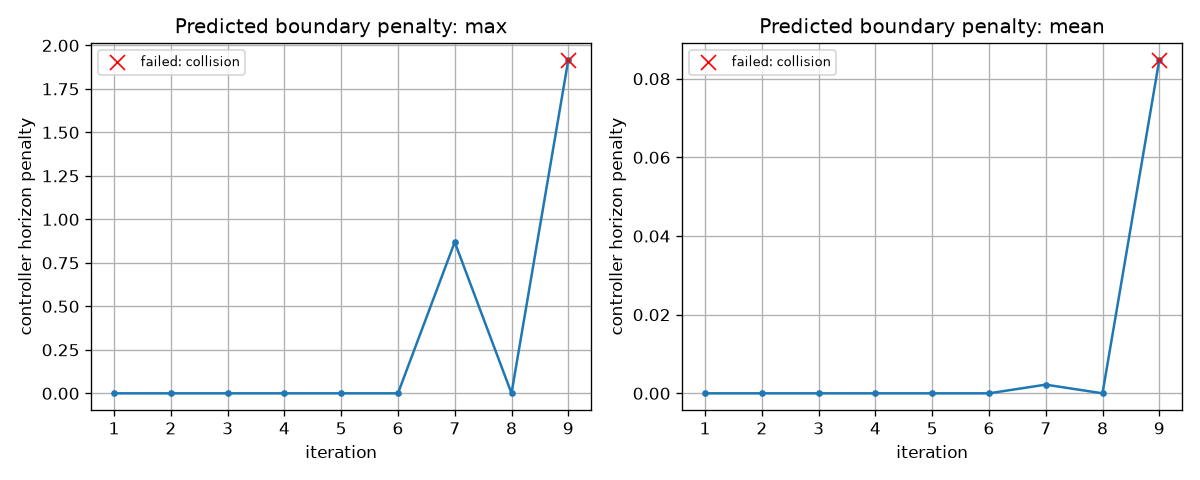 Predicted boundary penalty: max
failed: collision
controller horizon penalty
2.00
1.75
1.50
1.25
1.00
0.75
0.50
0.25
0.00
1 2 3 4 5 6 7 8 9
iteration
Predicted boundary penalty: mean
failed: collision
controller horizon penalty
0.08
0.06
0.04
0.02
0.00
1 2 3 4 5 6 7 8 9
iteration